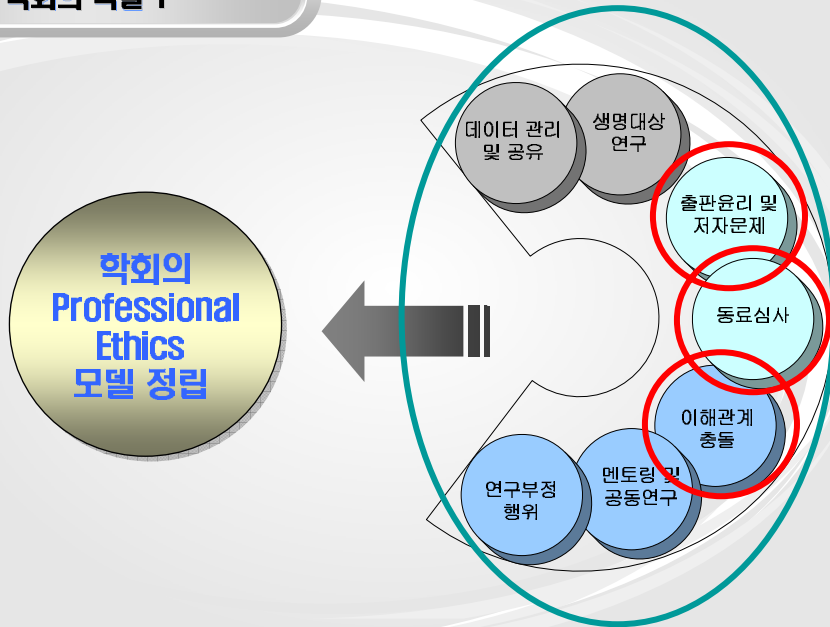 학회의
Professional
Ethics
모델 정립
데이터 관리
및 공유
생명대상
연구
출판윤리 및
저자문제
동료심사
이해관계
충돌
멘토링 및
공동연구
연구부정
행위